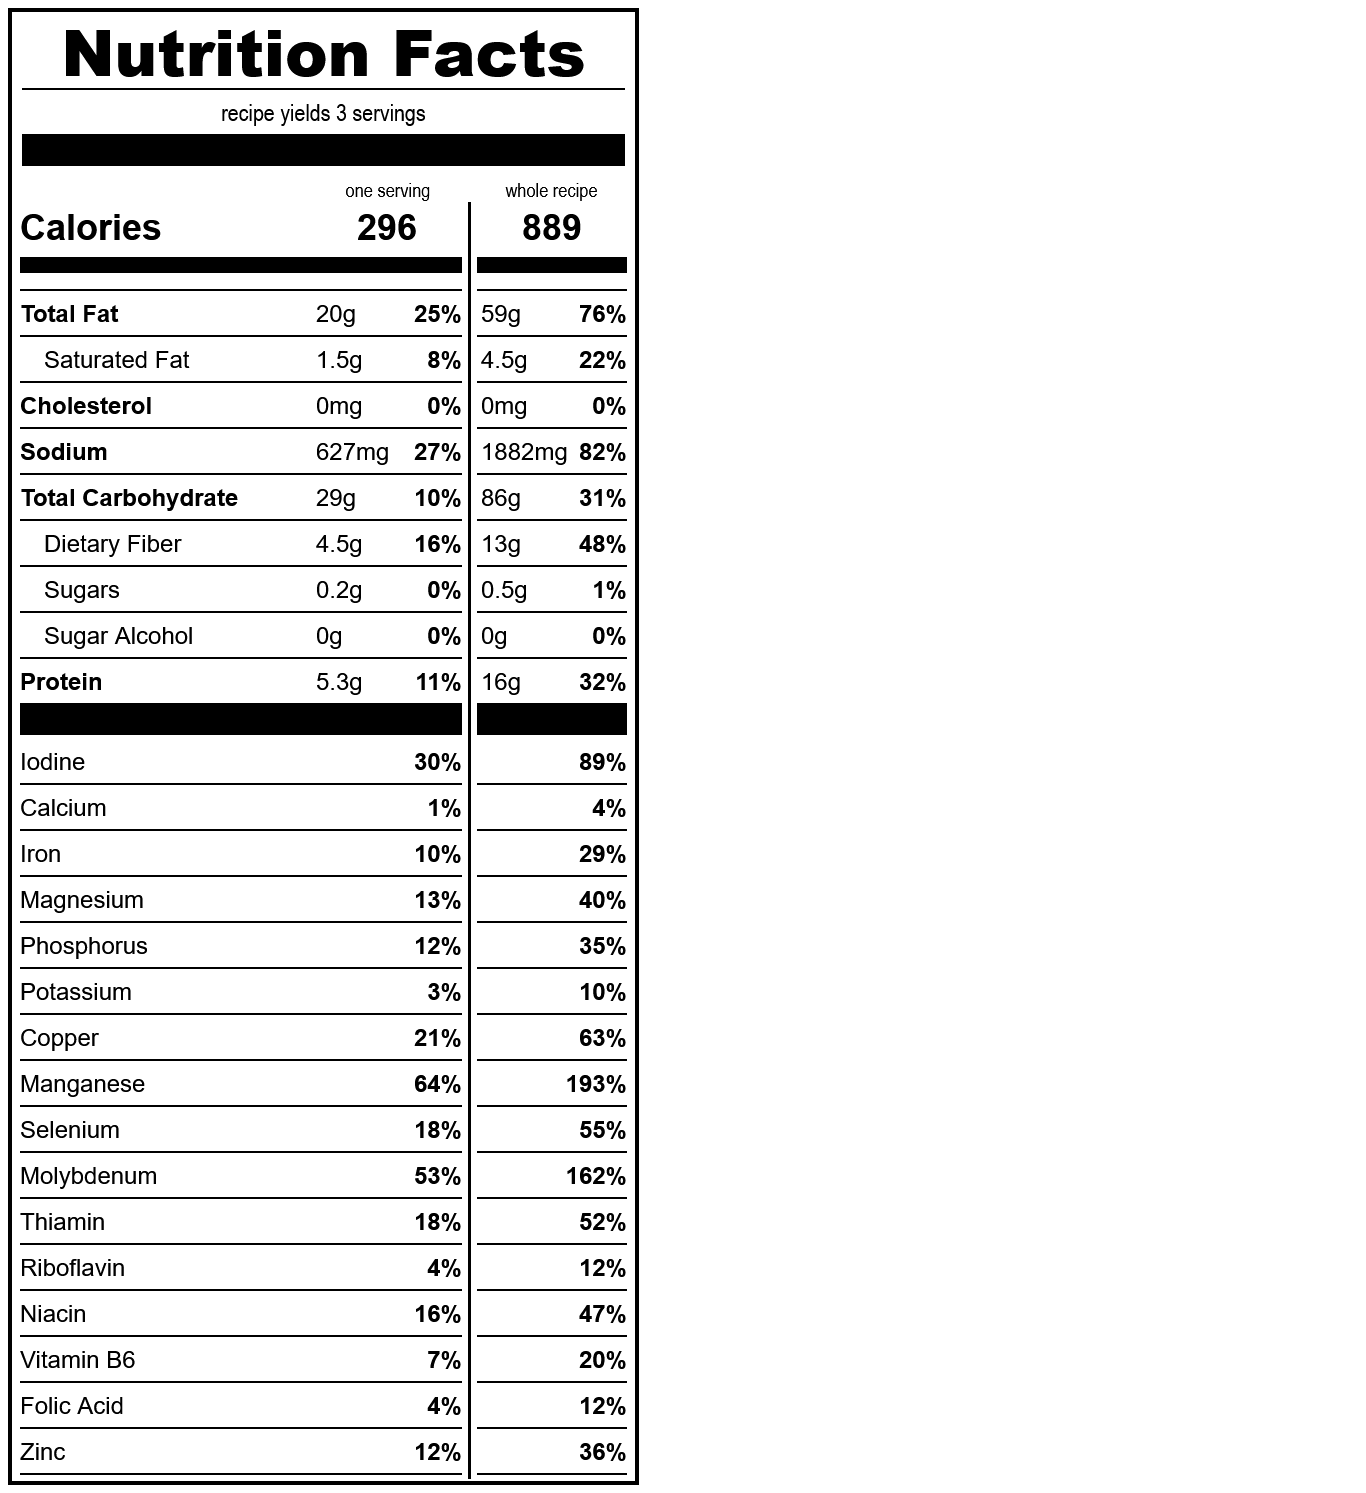 Nutrition Facts
recipe yields 3 servings
one serving whole recipe
Calories 296 889
Total Fat 20g 25% 59g 76%
Saturated Fat 1.5g 8% 4.5g 22%
Cholesterol 0mg 0% 0mg 0%
Sodium 627mg 27% 1882mg 82%
Total Carbohydrate 29g 10% 86g 31%
Dietary Fiber 4.5g 16% 13g 48%
Sugars 0.2g 0% 0.5g 1%
Sugar Alcohol 0g 0% 0g 0%
Protein 5.3g 11% 16g 32%
Iodine 30% 89%
Calcium 1% 4%
Iron 10% 29%
Magnesium 13% 40%
Phosphorus 12% 35%
Potassium 3% 10%
Copper 21% 63%
Manganese 64% 193%
Selenium 18% 55%
Molybdenum 53% 162%
Thiamin 18% 52%
Riboflavin 4% 12%
Niacin 16% 47%
Vitamin B6 7% 20%
Folic Acid 4% 12%
Zinc 12% 36%